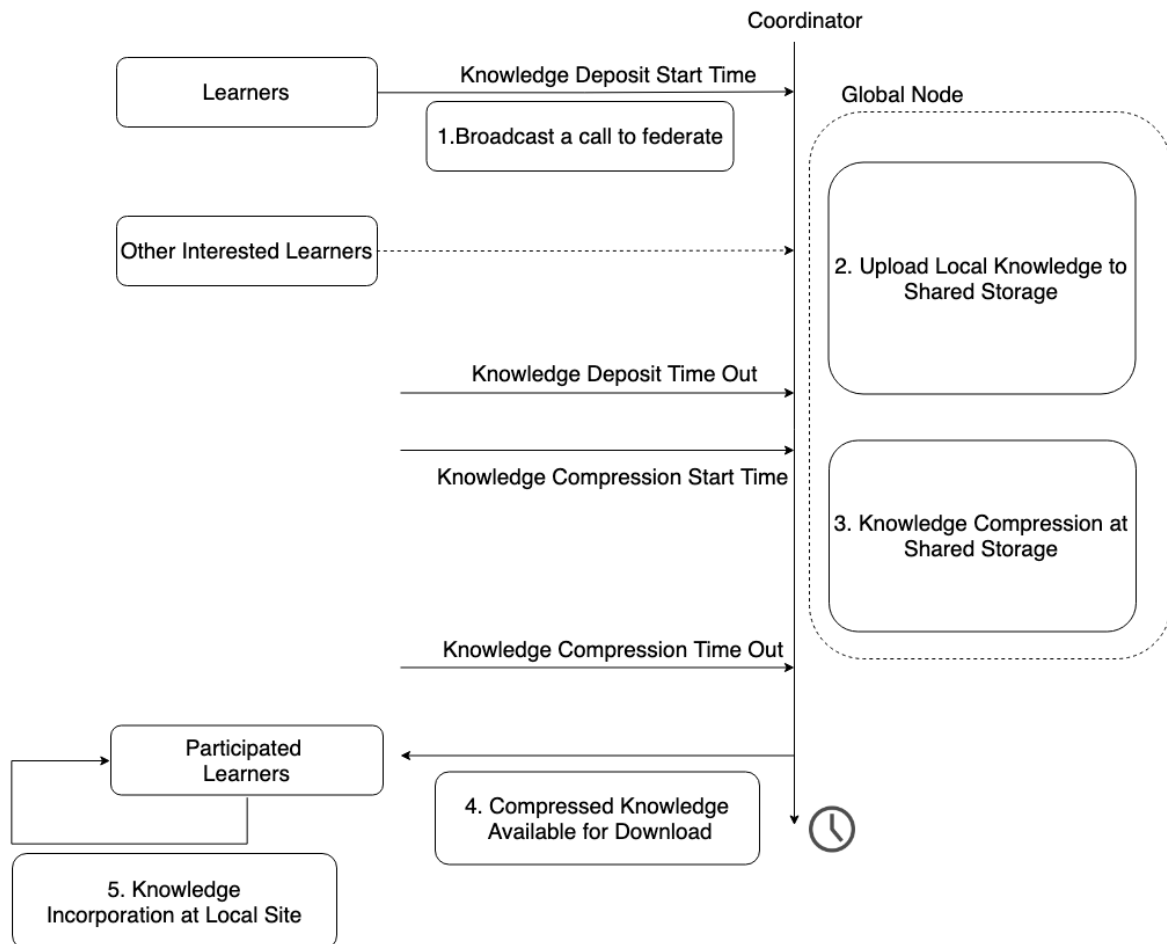 Coordinator
Learners
Knowledge Deposit Start Time
Global Node
1.Broadcast a call to federate
Other Interested Learners
2. Upload Local Knowledge to
Shared Storage
Knowledge Deposit Time Out
Knowledge Compression Start Time
3. Knowledge Compression at
Shared Storage
Knowledge Compression Time Out
Participated
Learners
4. Compressed Knowledge
Available for Download
5. Knowledge
Incorporation at Local Site